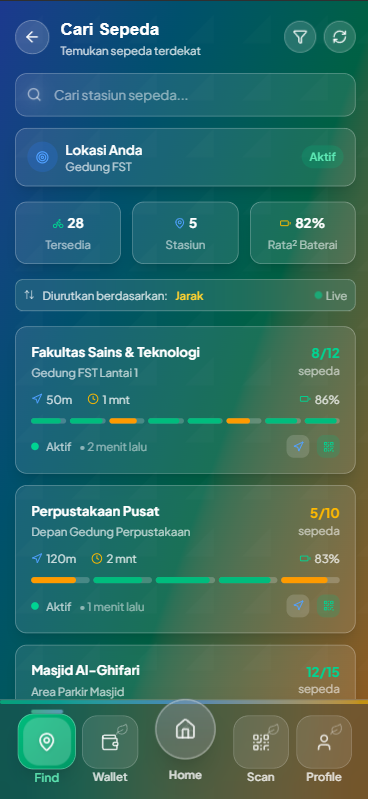 Cari Sepeda
Temukan sepeda terdekat
Cari stasiun sepeda...
Lokasi Anda
Gedung FST
Aktif
28
Tersedia
5
Stasiun
82%
Rata² Baterai
Diurutkan berdasarkan: Jarak
Live
Fakultas Sains & Teknologi
8/12
Gedung FST Lantai 1
sepeda
50m 1 mnt
86%
Aktif • 2 menit lalu
Perpustakaan Pusat
5/10
Depan Gedung Perpustakaan
sepeda
120m 2 mnt
83%
Aktif • 1 menit lalu
Masjid Al-Ghifari
12/15
Area Parkir Masjid
sepeda
Find
Wallet
Home
Scan
Profile